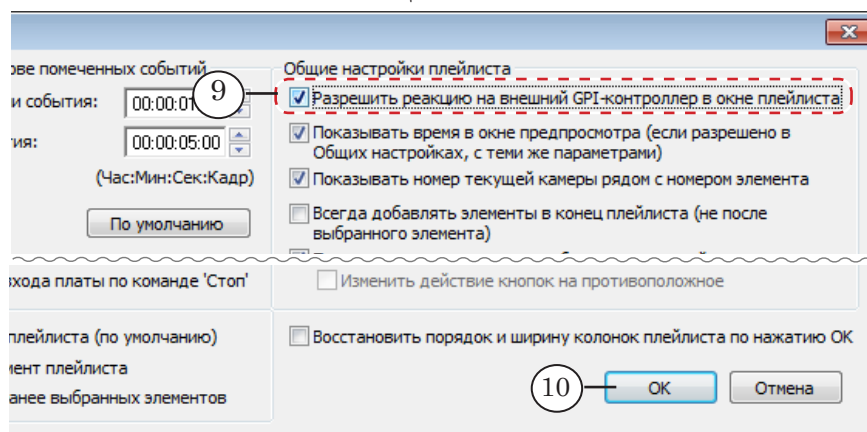 ове помеченных событий
и события:
00:00:0
ия:
00:00:05:00
(Час:Мин:Сек:Кадр)
По умолчанию
входа платы по команде 'Стоп'
плейлиста (по умолчанию)
мент плейлиста
анее выбранных элементов
Общие настройки плейлиста
9
Разрешить реакцию на внешний GPI-контроллер в окне плейлиста
Показывать время в окне предпросмотра (если разрешено в
Общих настройках, с теми же параметрами)
Показывать номер текущей камеры рядом с номером элемента
Всегда добавлять элементы в конец плейлиста (не после
выбранного элемента)
Изменить действие кнопок на противоположное
Восстановить порядок и ширину колонок плейлиста по нажатию OK
10
OK
Отмена